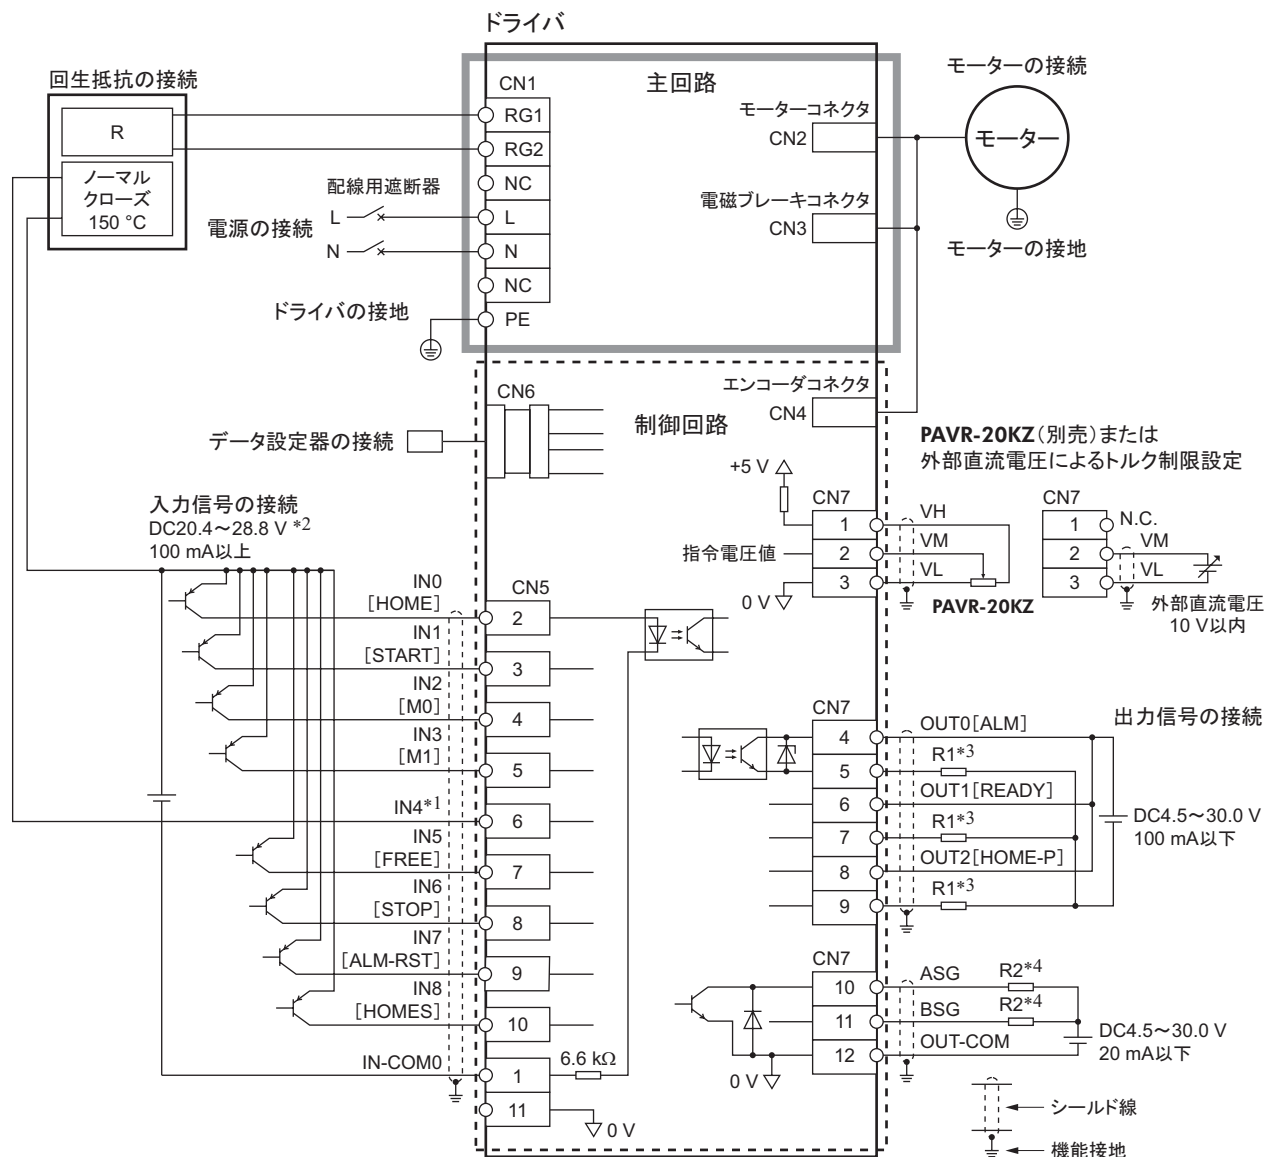 ドライバ
回生抵抗の接続
R
ノーマル
クローズ
150 °C
CN1
主回路
RG1
RG2
NC
L
N
NC
PE
配線用遮断器
電源の接続
L
N
ドライバの接地
モーターコネクタ
CN2
電磁ブレーキコネクタ
CN3
モーターの接続
モーター
モーターの接地
エンコーダコネクタ
CN4
CN6
制御回路
データ設定器の接続
PAVR-20KZ(別売)または
外部直流電圧によるトルク制限設定
+5 V
CN7
1
2
3
指令電圧値
0 V
VH
VM
VL
PAVR-20KZ
CN7
1
2
3
N.C.
VM
VL
外部直流電圧
10 V以内
入力信号の接続
DC20.4~28.8 V *2
100 mA以上
CN5
IN0
[HOME]
2
IN1
[START]
3
IN2
[M0]
4
IN3
[M1]
5
IN4*1
6
IN5
[FREE]
7
IN6
[STOP]
8
IN7
[ALM-RST]
9
IN8
[HOMES]
10
IN-COM0
1
6.6 kΩ
11
0 V
CN7
出力信号の接続
4
OUT0[ALM]
5
R1*3
6
OUT1[READY]
7
R1*3
8
OUT2[HOME-P]
9
R1*3
DC4.5~30.0 V
100 mA以下
CN7
10
ASG
R2*4
11
BSG
R2*4
12
OUT-COM
0 V
DC4.5~30.0 V
20 mA以下
シールド線
機能接地